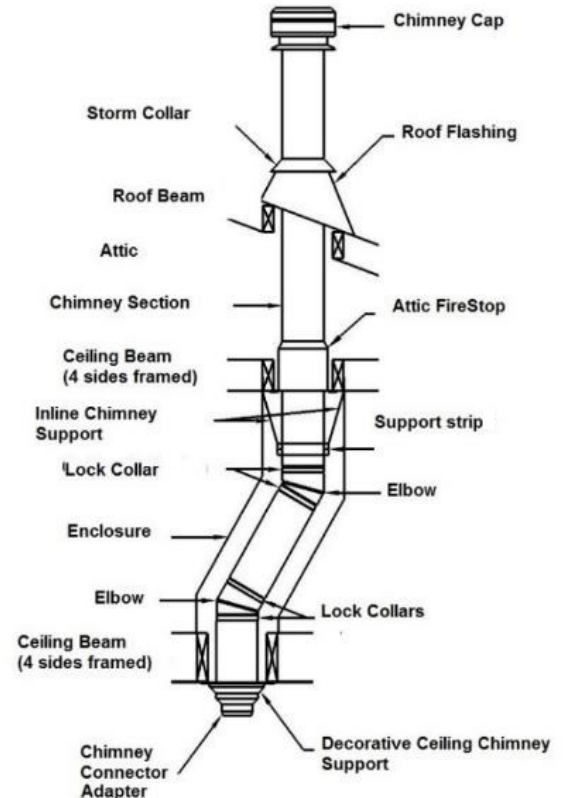 Chimney Cap
Storm Collar
Roof Flashing
Roof Beam
Attic
Chimney Section
Attic FireStop
Ceiling Beam
(4 sides framed)
Inline Chimney
Support
Support strip
Lock Collar
Elbow
Enclosure
Elbow
Lock Collars
Ceiling Beam
(4 sides framed)
Decorative Ceiling Chimney
Support
Chimney
Connector
Adapter